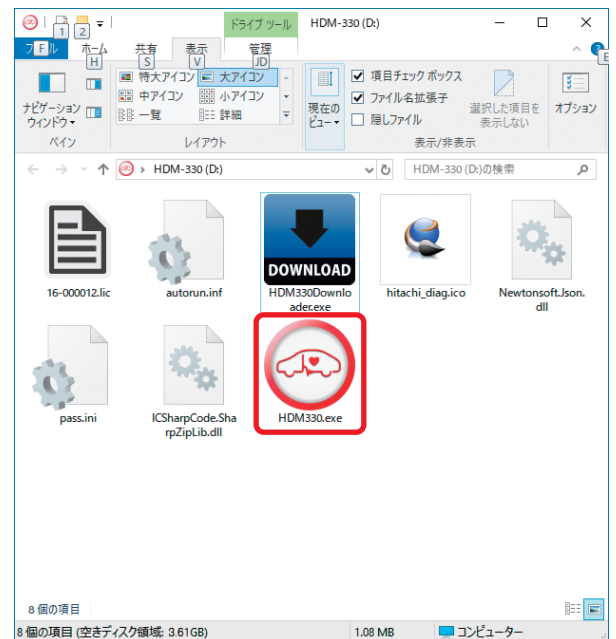 ドライブ ツール HDM-330 (D:)
1 2
ファイル ホーム 共有 表示 管理
F H S V JD E
特大アイコン 大アイコン
中アイコン 小アイコン
一覧 詳細
ナビゲーション
ウィンドウ
現在の
ビュー
項目チェック ボックス
ファイル名拡張子
隠しファイル
選択した項目を
表示しない
オプション
ペイン レイアウト 表示/非表示
HDM-330 (D:) HDM-330 (D:)の検索
DOWNLOAD
16-000012.lic
autorun.inf
HDM330Downlo
ader.exe
hitachi_diag.ico
Newtonsoft.Json.
dll
pass.ini
ICSharpCode.Sha
rpZipLib.dll
HDM330.exe
8 個の項目
8 個の項目 (空きディスク領域: 3.61GB) 1.08 MB コンピューター